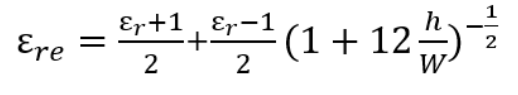 ε_re = (ε_r+1)/2 + (ε_r−1)/2 (1 + 12 h/W)^(−1/2)